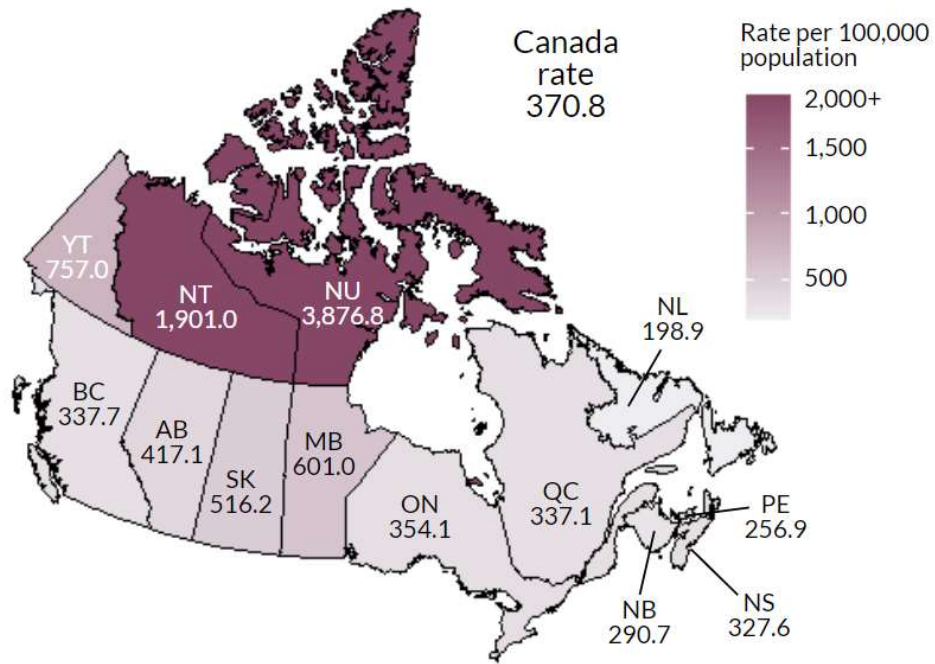 Canada
rate
370.8
Rate per 100,000
population
2,000+
1,500
1,000
500
YT
757.0
NT
1,901.0
NU
3,876.8
NL
198.9
BC
337.7
AB
417.1
SK
516.2
MB
601.0
ON
354.1
QC
337.1
PE
256.9
NB
290.7
NS
327.6